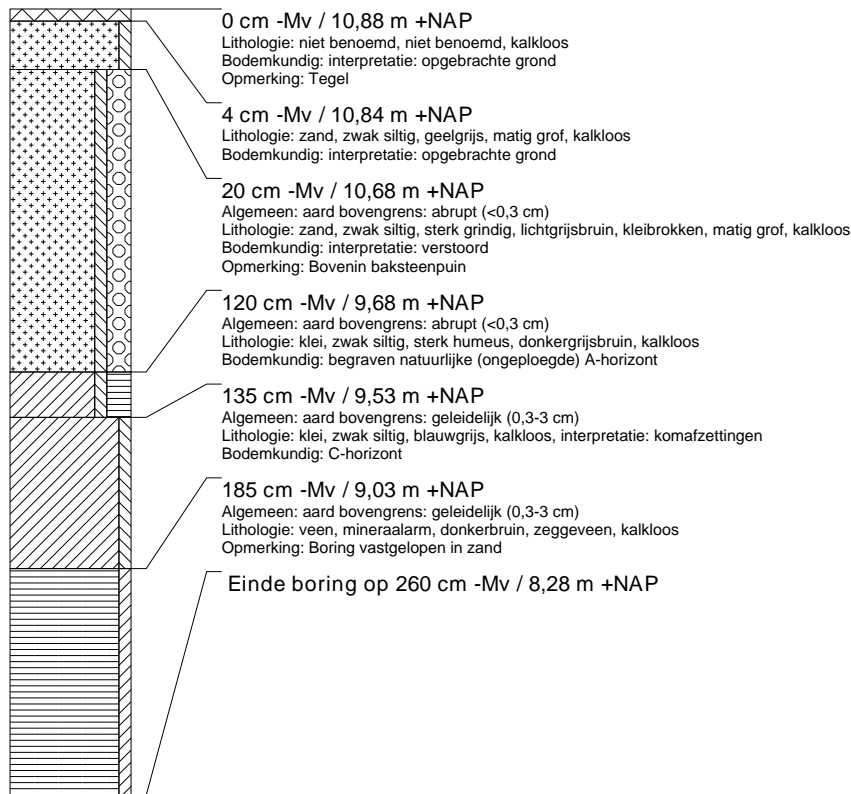 0 cm -Mv / 10,88 m +NAP
Lithologie: niet benoemd, niet benoemd, kalkloos
Bodemkundig: interpretatie: opgebrachte grond
Opmerking: Tegel
4 cm -Mv / 10,84 m +NAP
Lithologie: zand, zwak siltig, geelgrijs, matig grof, kalkloos
Bodemkundig: interpretatie: opgebrachte grond
20 cm -Mv / 10,68 m +NAP
Algemeen: aard bovengrens: abrupt (<0,3 cm)
Lithologie: zand, zwak siltig, sterk grindig, lichtgrijsbruin, kleibrokken, matig grof, kalkloos
Bodemkundig: interpretatie: verstoord
Opmerking: Bovenin baksteenpuin
120 cm -Mv / 9,68 m +NAP
Algemeen: aard bovengrens: abrupt (<0,3 cm)
Lithologie: klei, zwak siltig, sterk humeus, donkergrijsbruin, kalkloos
Bodemkundig: begraven natuurlijke (ongeploegde) A-horizont
135 cm -Mv / 9,53 m +NAP
Algemeen: aard bovengrens: geleidelijk (0,3-3 cm)
Lithologie: klei, zwak siltig, blauwgrijs, kalkloos, interpretatie: komafzettingen
Bodemkundig: C-horizont
185 cm -Mv / 9,03 m +NAP
Algemeen: aard bovengrens: geleidelijk (0,3-3 cm)
Lithologie: veen, mineraalarm, donkerbruin, zeggeveen, kalkloos
Opmerking: Boring vastgelopen in zand
Einde boring op 260 cm -Mv / 8,28 m +NAP